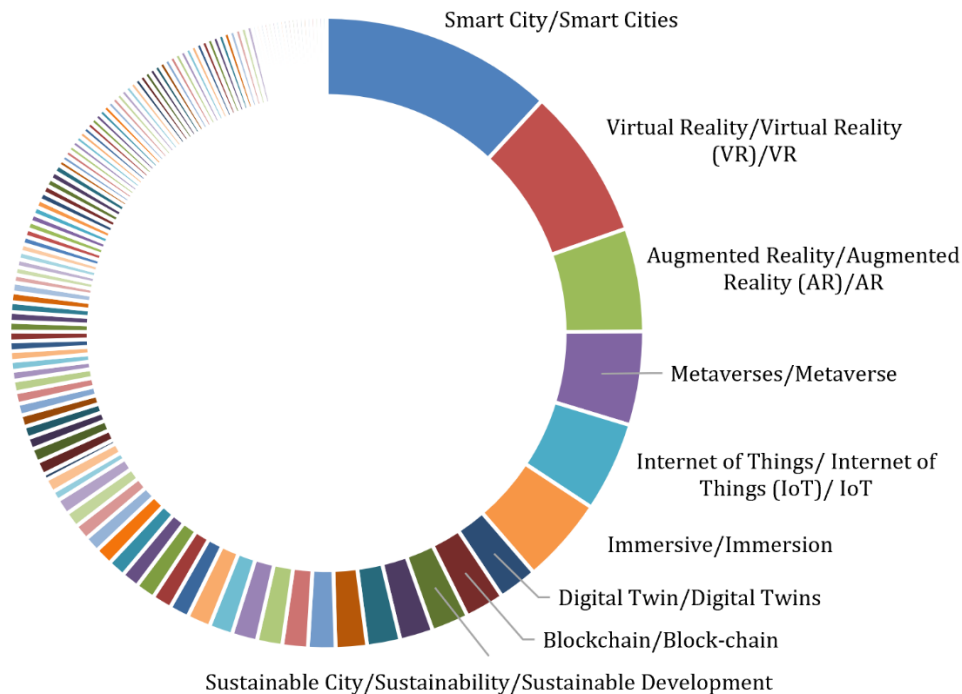 Smart City/Smart Cities
Virtual Reality/Virtual Reality
(VR)/VR
Augmented Reality/Augmented
Reality (AR)/AR
Metaverses/Metaverse
Internet of Things/ Internet of
Things (IoT)/ IoT
Immersive/Immersion
Digital Twin/Digital Twins
Blockchain/Block-chain
Sustainable City/Sustainability/Sustainable Development